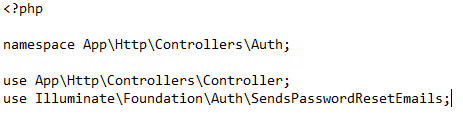 <?php
namespace App\Http\Controllers\Auth;
use App\Http\Controllers\Controller;
use Illuminate\Foundation\Auth\SendsPasswordResetEmails;